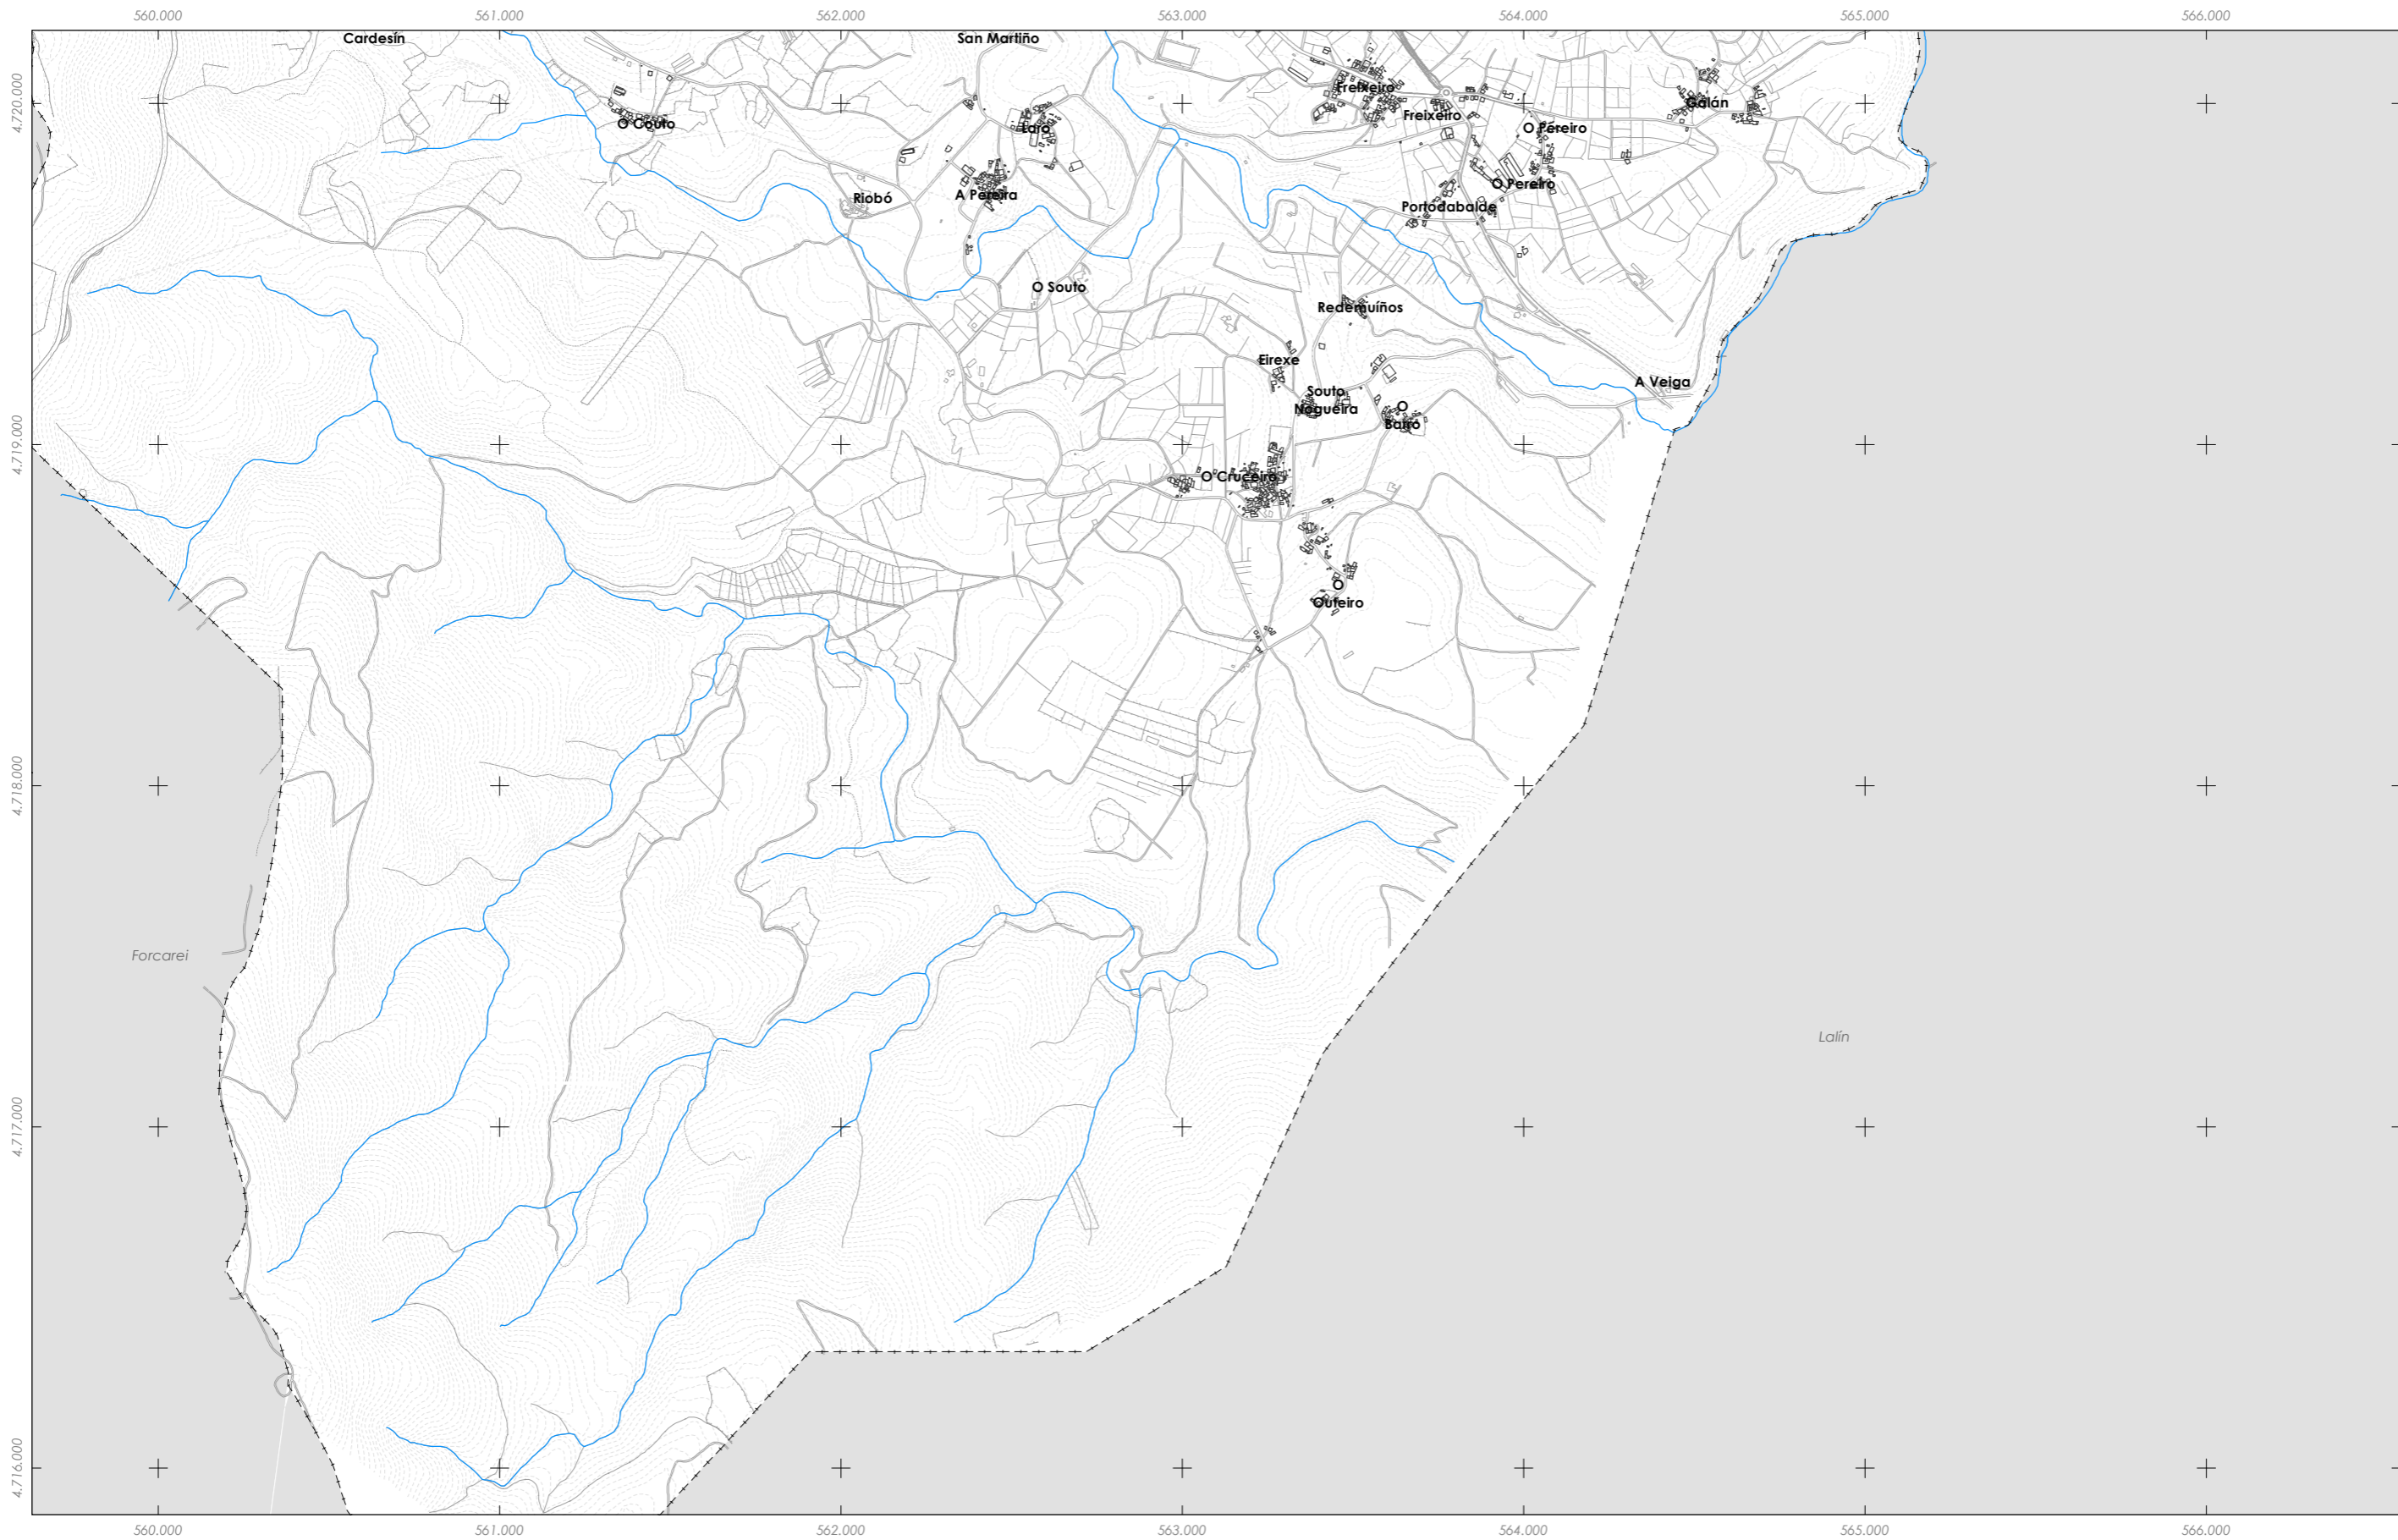 560.000 561.000 562.000 563.000 564.000 565.000 566.000
Cardesín
San Martiño
4.720.000
Freixeiro
Galán
Freixeiro
O Couto
Laro
O Pereiro
O Pereiro
A Pereira
Riobó
Portodabalde
O Souto
Redemuíños
Eirexe
A Veiga
Souto
Nogueira
O
Barro
4.719.000
O Cruceiro
O
Outeiro
4.718.000
Forcarei
Lalín
4.717.000
4.716.000
560.000 561.000 562.000 563.000 564.000 565.000 566.000